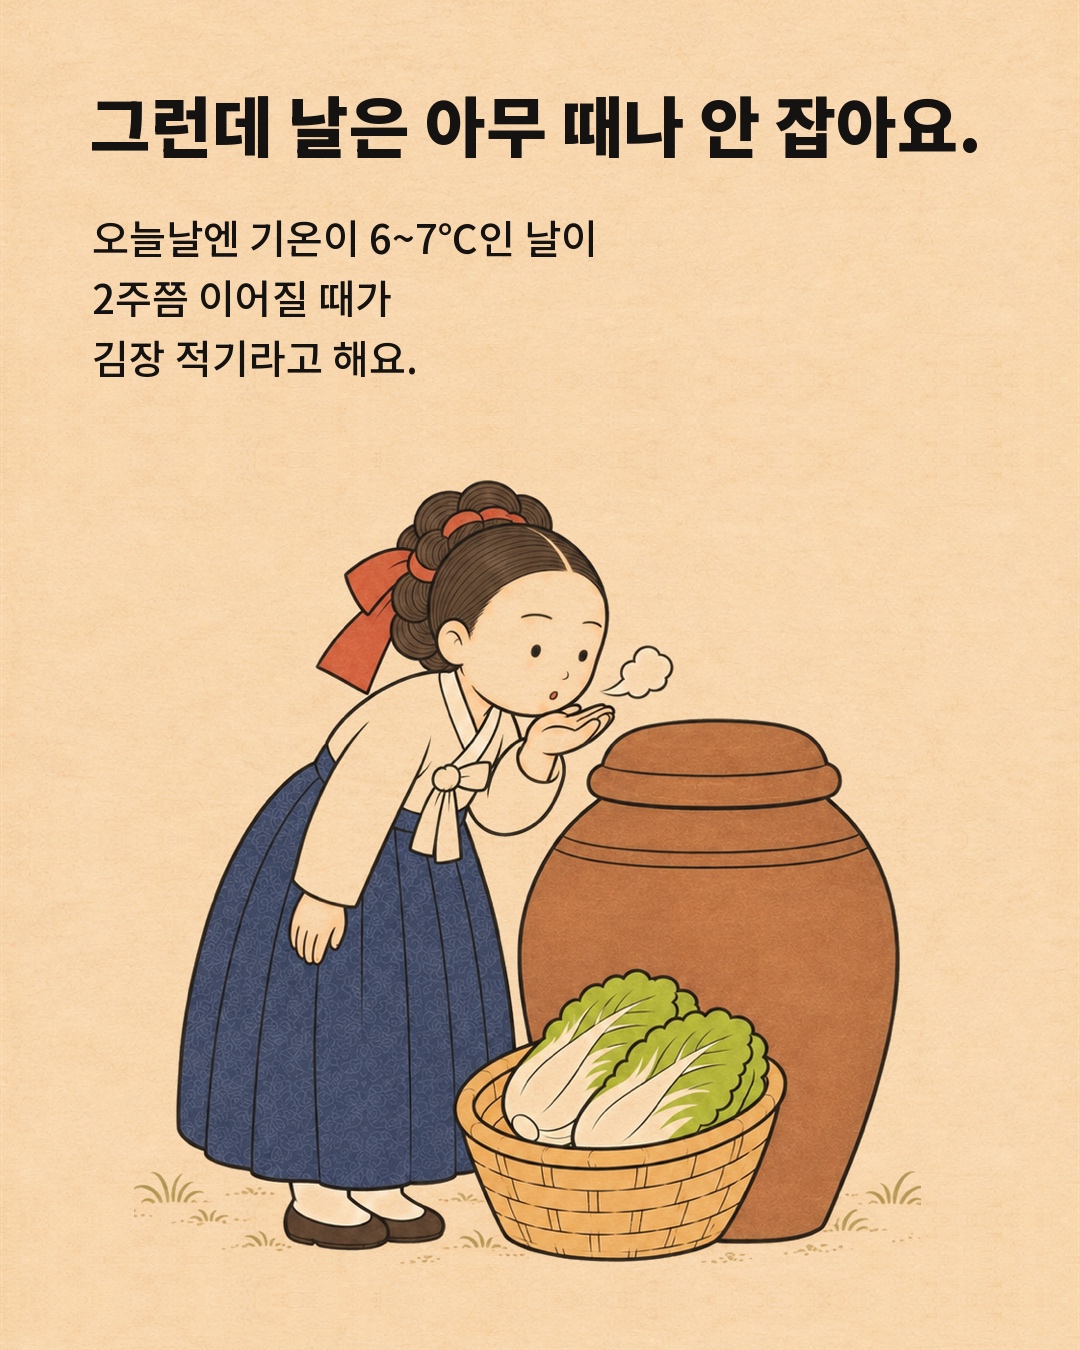 그런데 날은 아무 때나 안 잡아요.
오늘날엔 기온이 6~7℃인 날이
2주쯤 이어질 때가
김장 적기라고 해요.